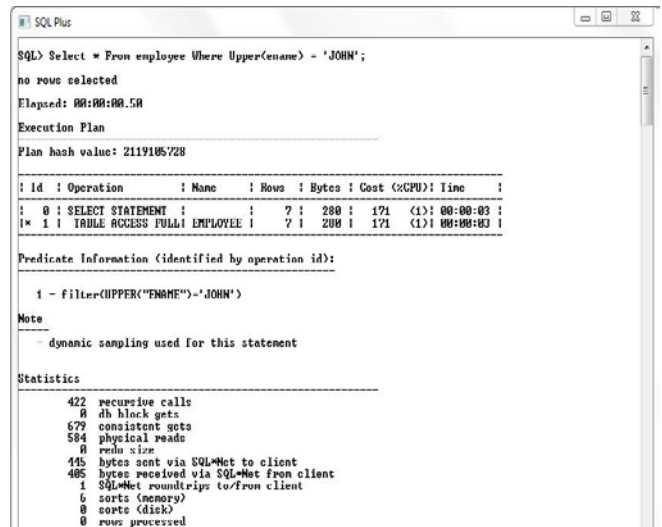 SQL Plus
SQL> Select * From employee Where Upper(ename) = 'JOHN';
no rows selected
Elapsed: 00:00:00.50
Execution Plan
Plan hash value: 2119105728
| Id | Operation | Name | Rows | Bytes | Cost (%CPU)| Time |
| 0 | SELECT STATEMENT | | 7 | 280 | 171 (1)| 00:00:03 |
|* 1 | TABLE ACCESS FULL| EMPLOYEE | 7 | 280 | 171 (1)| 00:00:03 |
Predicate Information (identified by operation id):
1 - filter(UPPER("ENAME")='JOHN')
Note
-----
- dynamic sampling used for this statement
Statistics
422 recursive calls
0 db block gets
679 consistent gets
584 physical reads
0 redo size
445 bytes sent via SQL*Net to client
405 bytes received via SQL*Net from client
1 SQL*Net roundtrips to/from client
6 sorts (memory)
0 sorts (disk)
0 rows processed